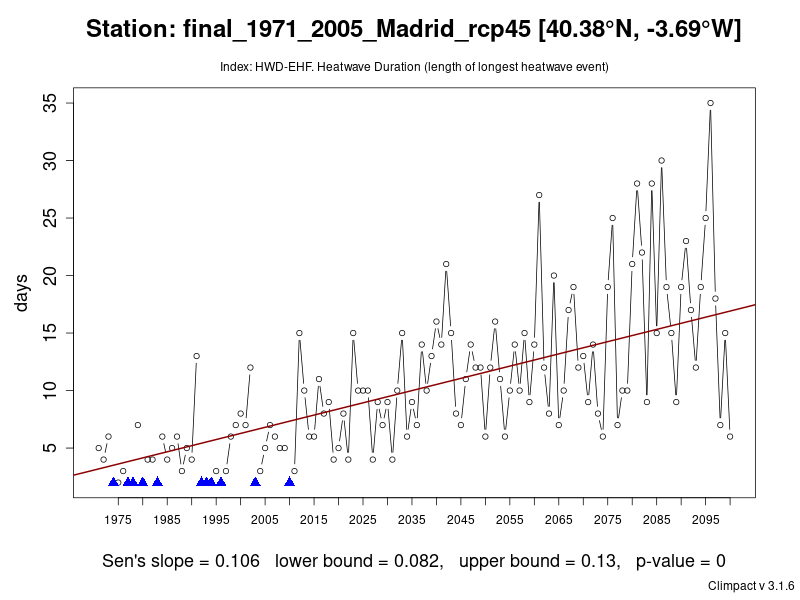 Station: final_1971_2005_Madrid_rcp45 [40.38°N, -3.69°W]
Index: HWD-EHF. Heatwave Duration (length of longest heatwave event)
35
30
25
20
15
10
5
days
1975 1985 1995 2005 2015 2025 2035 2045 2055 2065 2075 2085 2095
Sen's slope = 0.106 lower bound = 0.082, upper bound = 0.13, p-value = 0
Climpact v 3.1.6